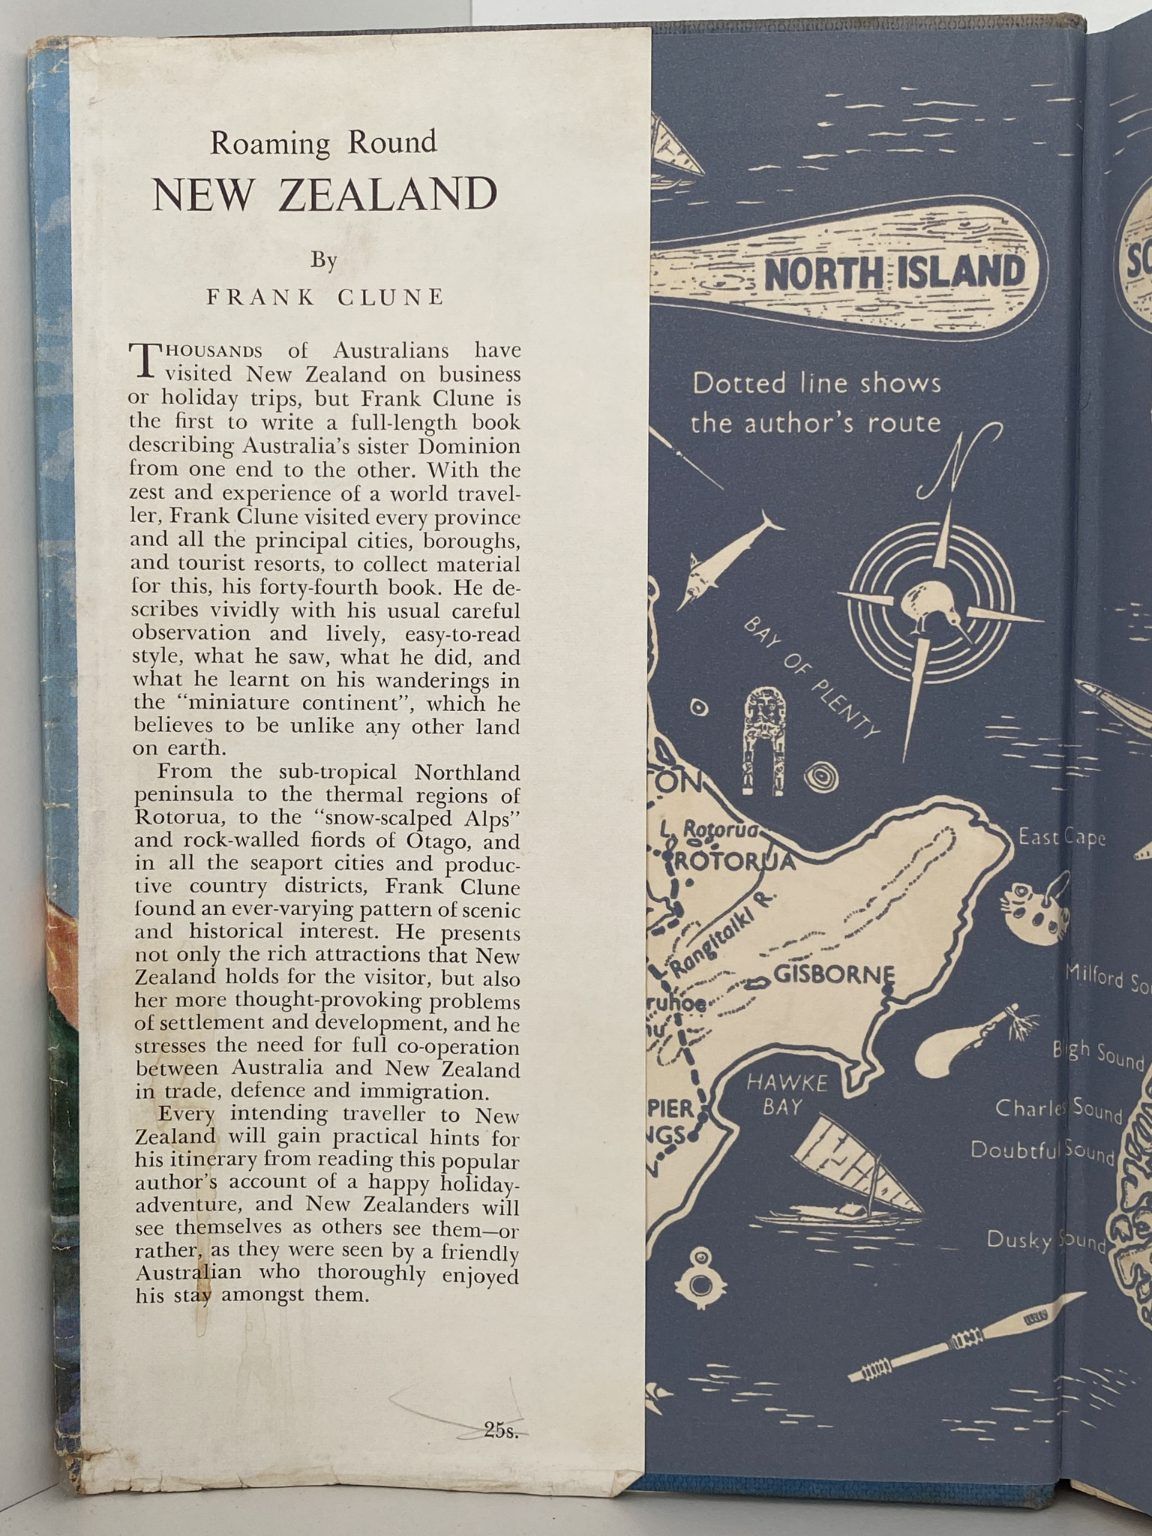 Roaming Round
NEW ZEALAND
By
FRANK CLUNE
THOUSANDS of Australians have
visited New Zealand on business
or holiday trips, but Frank Clune is
the first to write a full-length book
describing Australia's sister Dominion
from one end to the other. With the
zest and experience of a world travel-
ler, Frank Clune visited every province
and all the principal cities, boroughs,
and tourist resorts, to collect material
for this, his forty-fourth book. He de-
scribes vividly with his usual careful
observation and lively, easy-to-read
style, what he saw, what he did, and
what he learnt on his wanderings in
the "miniature continent", which he
believes to be unlike any other land
on earth.
From the sub-tropical Northland
peninsula to the thermal regions of
Rotorua, to the "snow-scalped Alps"
and rock-walled fiords of Otago, and
in all the seaport cities and produc-
tive country districts, Frank Clune
found an ever-varying pattern of scenic
and historical interest. He presents
not only the rich attractions that New
Zealand holds for the visitor, but also
her more thought-provoking problems
of settlement and development, and he
stresses the need for full co-operation
between Australia and New Zealand
in trade, defence and immigration.
Every intending traveller to New
Zealand will gain practical hints for
his itinerary from reading this popular
author's account of a happy holiday-
adventure, and New Zealanders will
see themselves as others see them—or
rather, as they were seen by a friendly
Australian who thoroughly enjoyed
his stay amongst them.
25s.
NORTH ISLAND
Dotted line shows
the author's route
N
BAY OF PLENTY
TON
L. Rotorua
ROTORUA
East Cape
Rangitaiki R.
GISBORNE
ruhoe
HAWKE
BAY
PIER
NGS
SO
Milford So
Bligh Sound
Charles Sound
Doubtful Sound
Dusky Sound